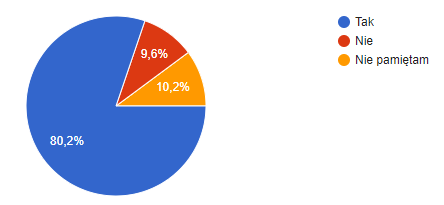 Tak
Nie
Nie pamiętam
9,6%
10,2%
80,2%